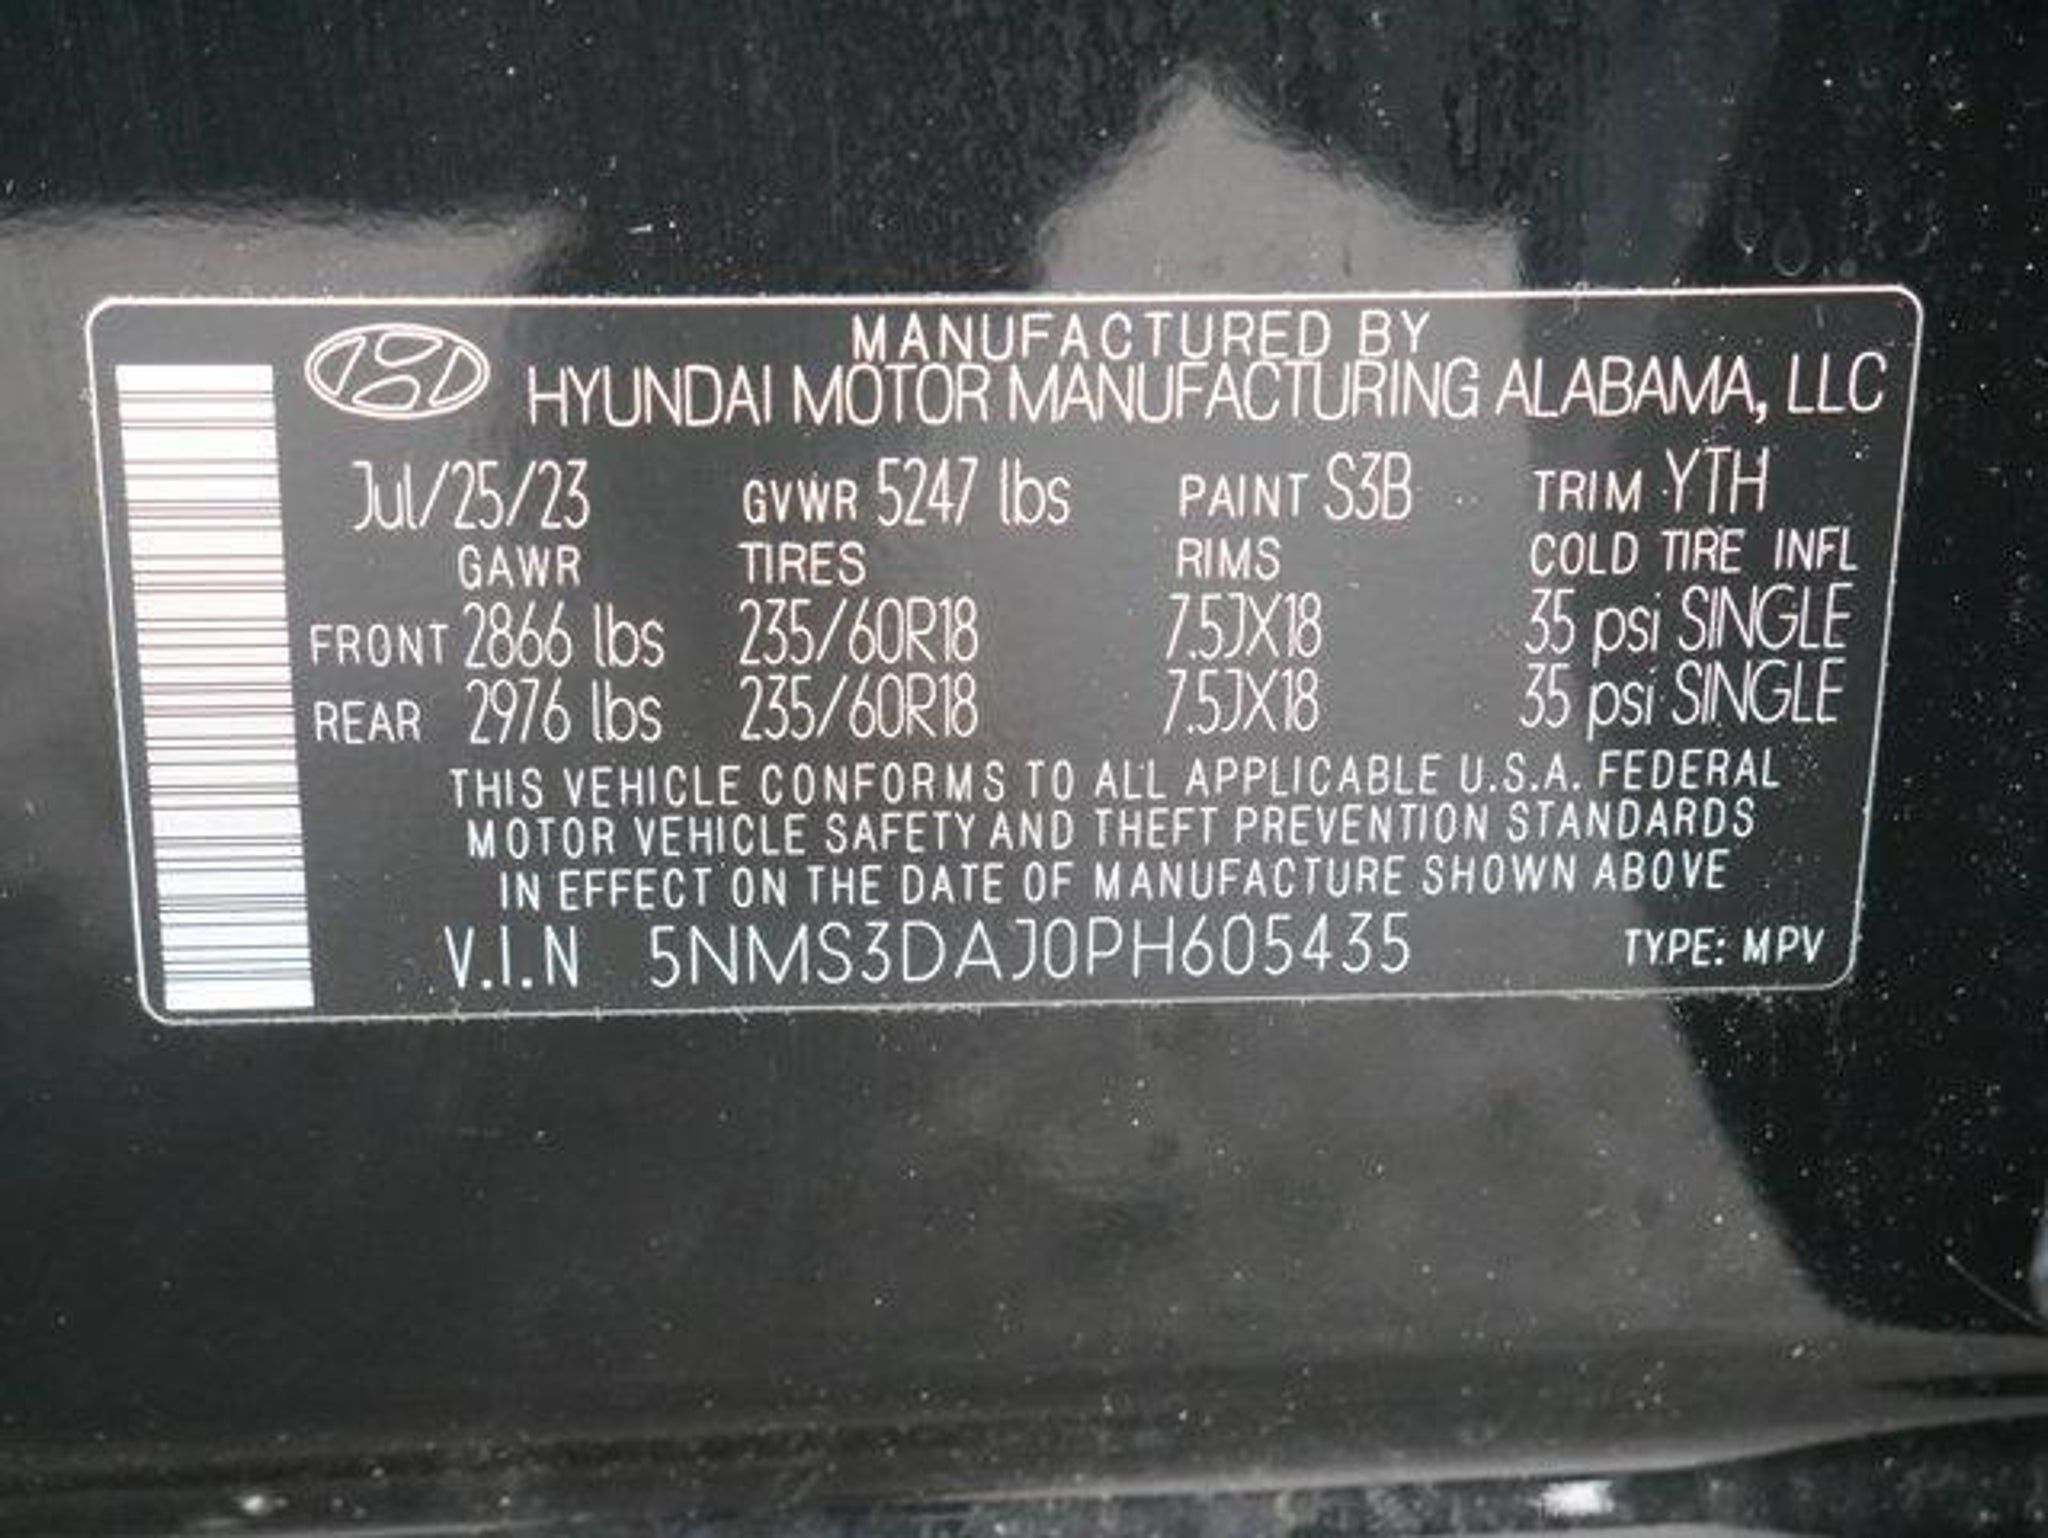 MANUFACTURED BY
HYUNDAI MOTOR MANUFACTURING ALABAMA, LLC
Jul/25/23 GVWR 5247 lbs PAINT S3B TRIM YTH
GAWR TIRES RIMS COLD TIRE INFL
FRONT 2866 lbs 235/60R18 7.5JX18 35 psi SINGLE
REAR 2976 lbs 235/60R18 7.5JX18 35 psi SINGLE
THIS VEHICLE CONFORMS TO ALL APPLICABLE U.S.A. FEDERAL
MOTOR VEHICLE SAFETY AND THEFT PREVENTION STANDARDS
IN EFFECT ON THE DATE OF MANUFACTURE SHOWN ABOVE
V.I.N 5NMS3DAJ0PH605435 TYPE: MPV